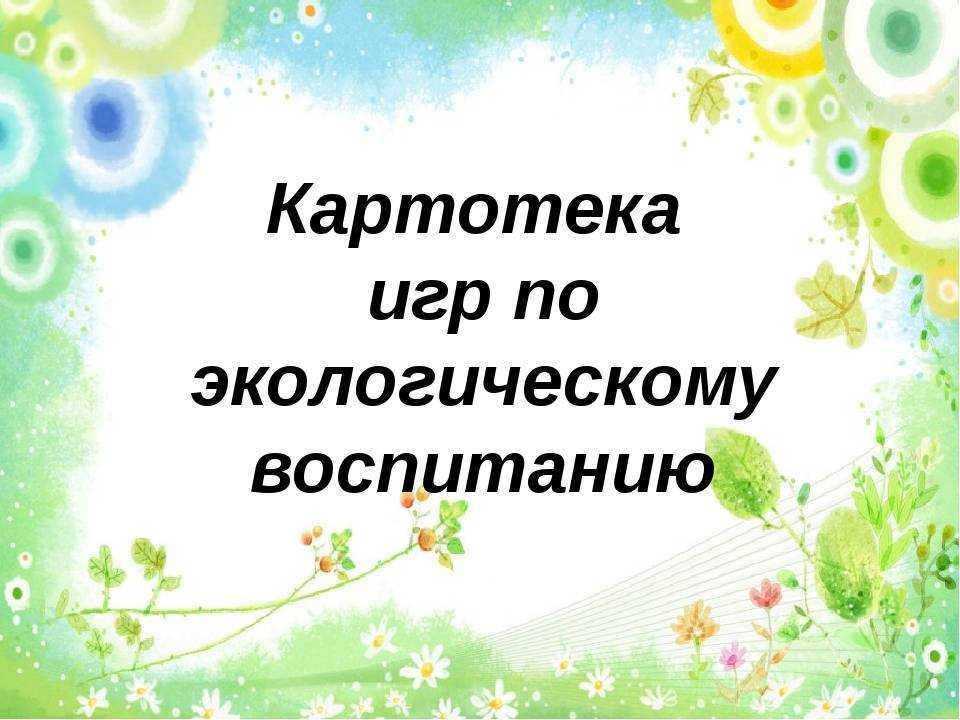 Картотека
игр по
экологическому
воспитанию